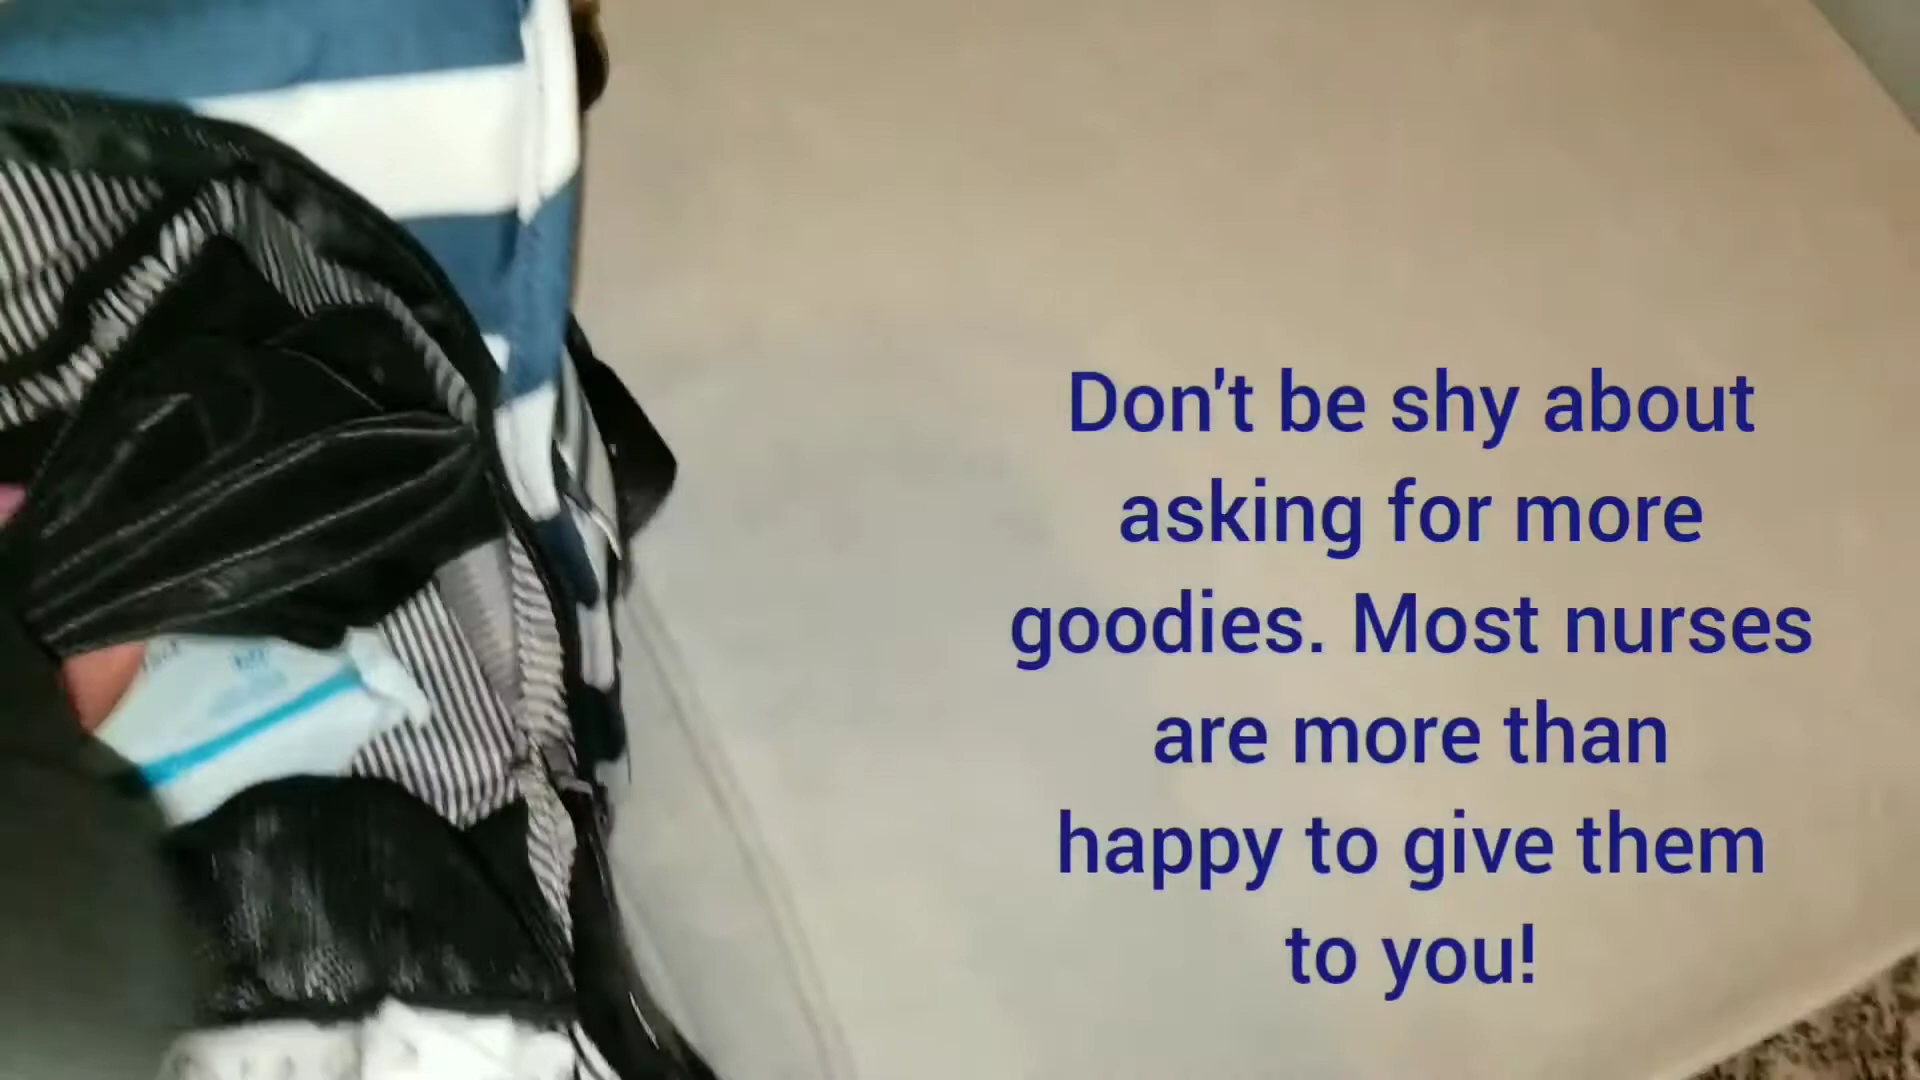 Don't be shy about
asking for more
goodies. Most nurses
are more than
happy to give them
to you!